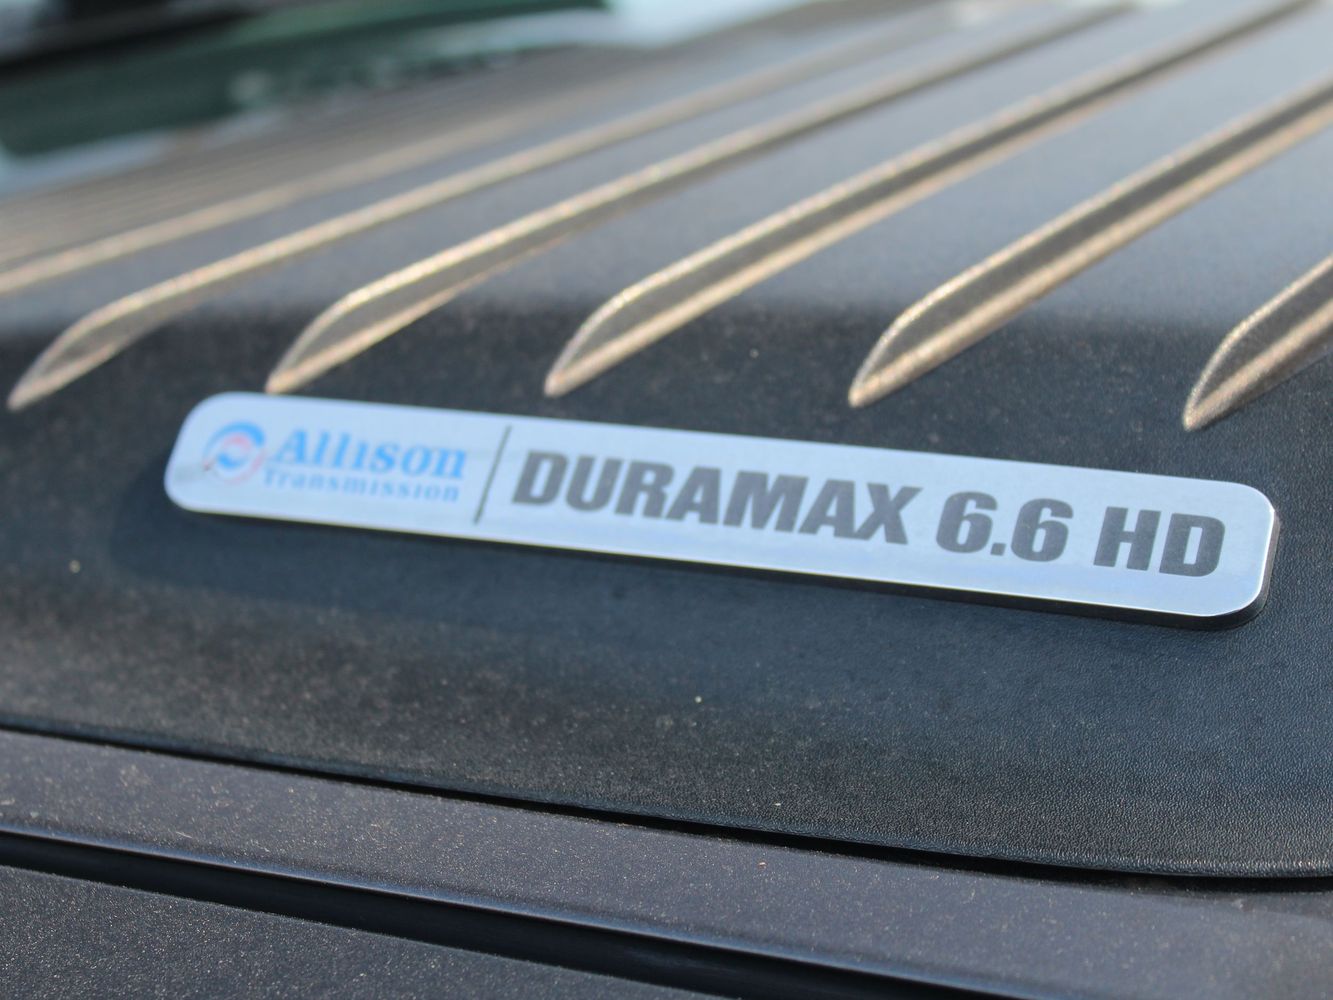 Allison
Transmission
DURAMAX 6.6 HD